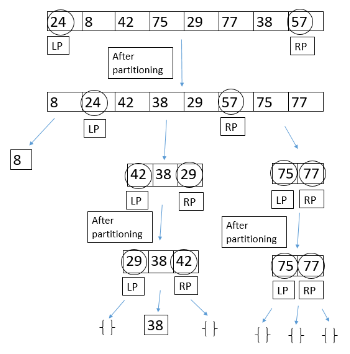 24 8 42 75 29 77 38 57
LP RP
After
partitioning
8 24 42 38 29 57 75 77
LP RP
8
42 38 29
75 77
LP RP
LP RP
After
partitioning
After
partitioning
29 38 42
75 77
LP RP
LP RP
{} 38 {}
{} {} {}